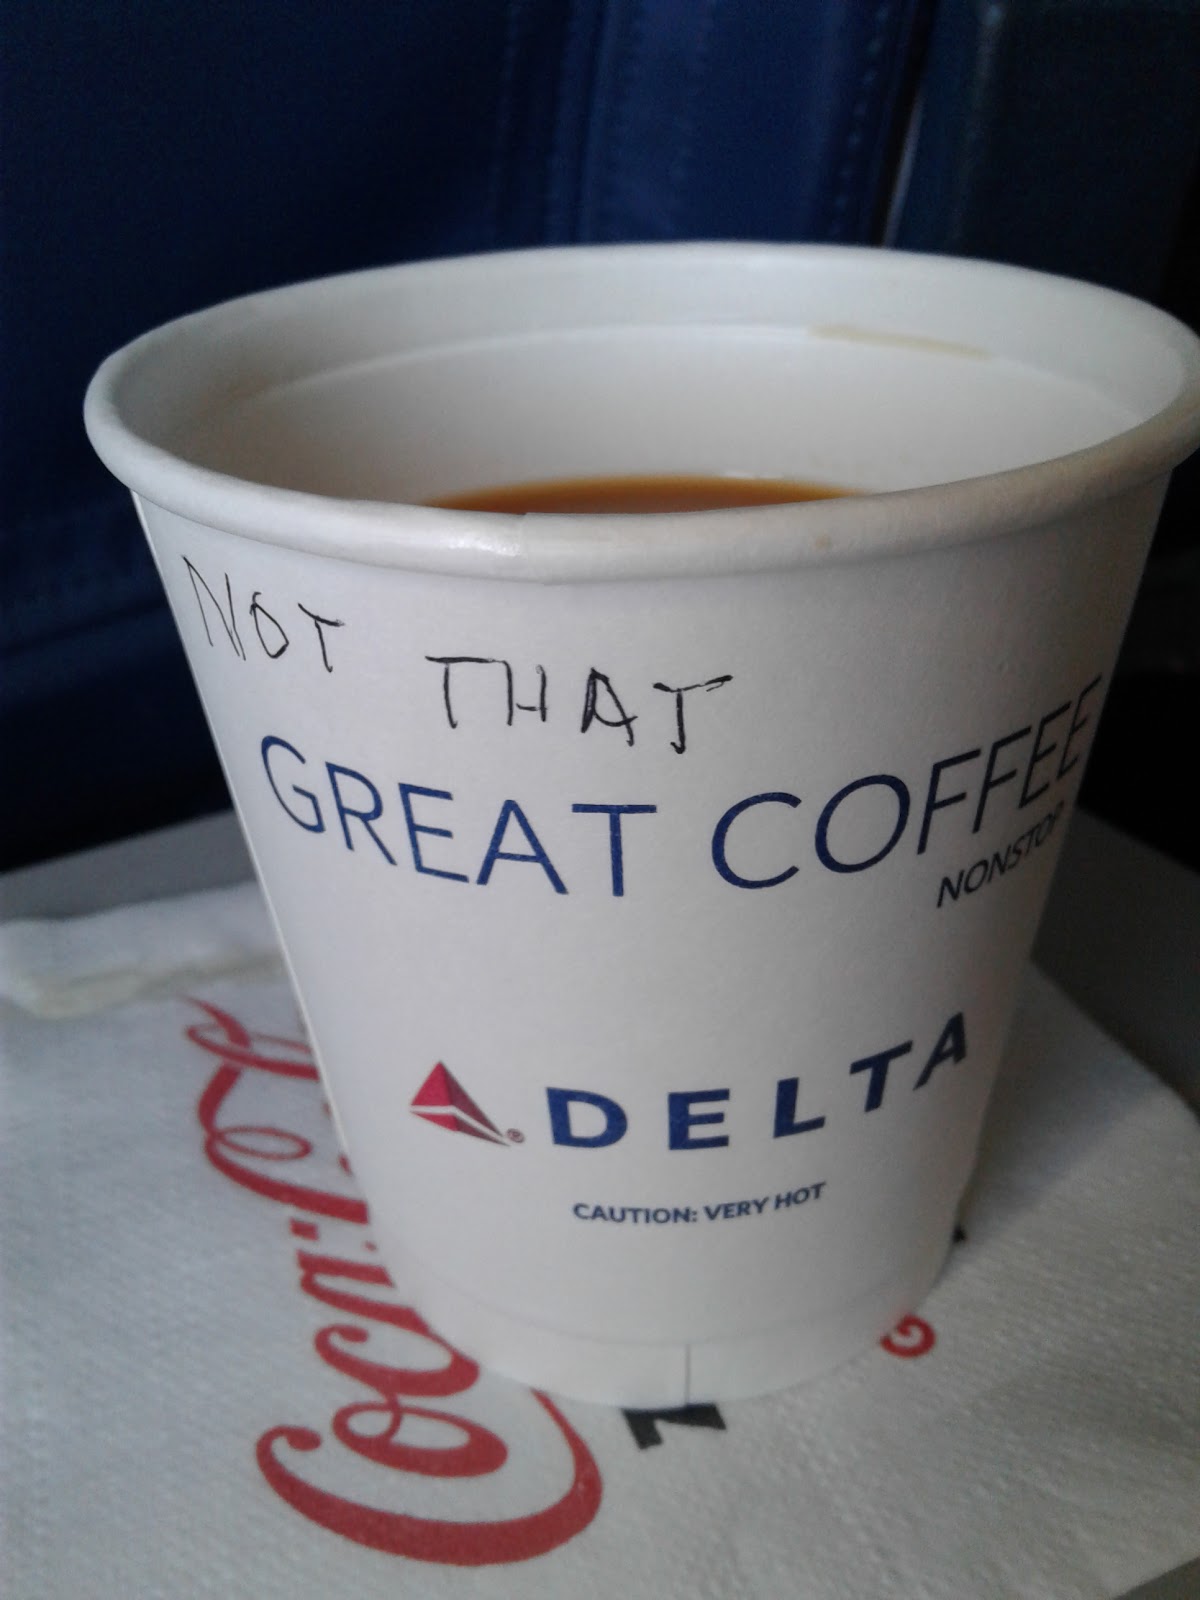 NOT THAT
GREAT COFFEE
NONSTOP
DELTA
CAUTION: VERY HOT